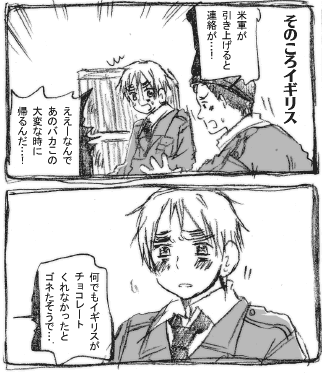 そのころイギリス
米軍が
引き上げると
連絡が…!
ええーなんで
あのバカこの
大変な時に
帰るんだ…!
何でもイギリスが
チョコレート
くれなかったと
ゴネたそうで…